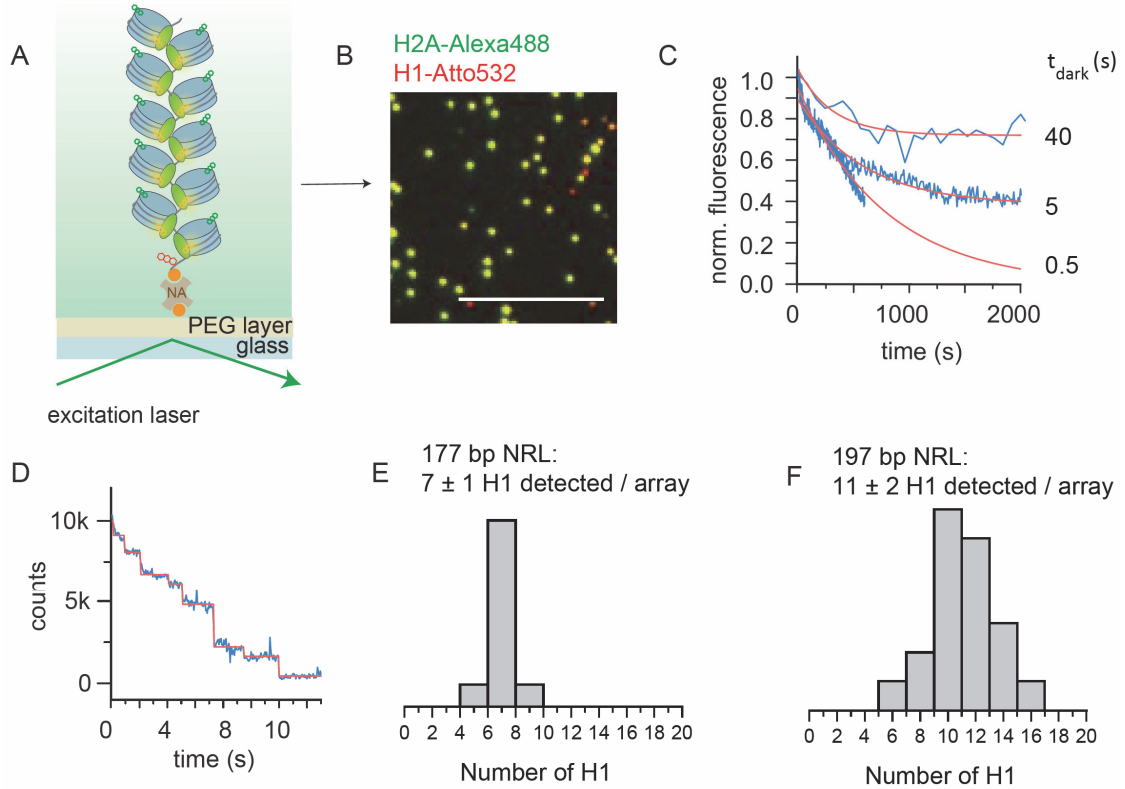 A
NA
PEG layer
glass
excitation laser
B
H2A-Alexa488
H1-Atto532
C
t_dark (s)
norm. fluorescence
1.0
0.8
0.6
0.4
0.2
0.0
40
5
0.5
0 1000 2000
time (s)
D
counts
10k
5k
0
0 4 8 10
time (s)
E
177 bp NRL:
7 ± 1 H1 detected / array
0 2 4 6 8 10 12 14 16 18 20
Number of H1
F
197 bp NRL:
11 ± 2 H1 detected / array
0 2 4 6 8 10 12 14 16 18 20
Number of H1